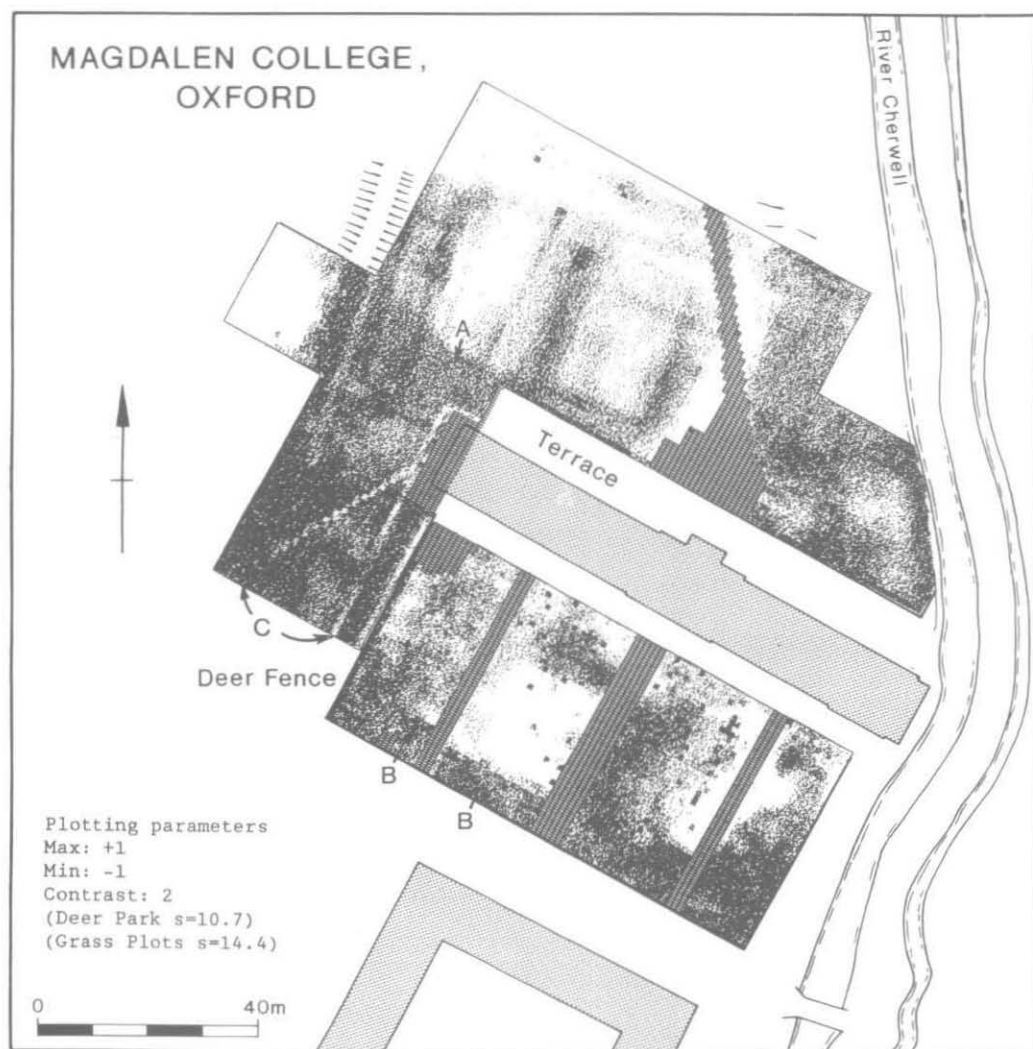 MAGDALEN COLLEGE,
OXFORD
River Cherwell
A
Terrace
C
Deer Fence
B
B
Plotting parameters
Max: +1
Min: -1
Contrast: 2
(Deer Park s=10.7)
(Grass Plots s=14.4)
0 40m